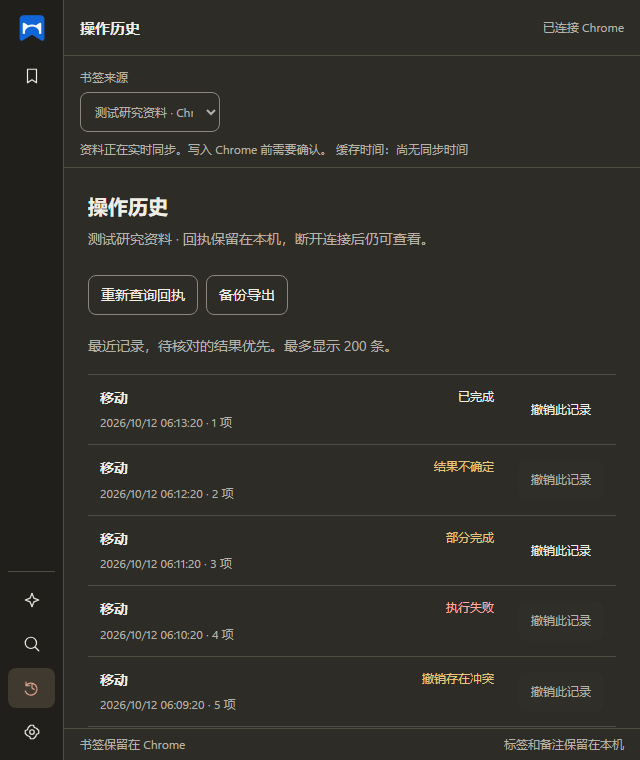 操作历史
已连接 Chrome
书签来源
测试研究资料 · Chr
资料正在实时同步。写入 Chrome 前需要确认。 缓存时间：尚无同步时间
操作历史
测试研究资料 · 回执保留在本机，断开连接后仍可查看。
重新查询回执
备份导出
最近记录，待核对的结果优先。最多显示 200 条。
移动
已完成
撤销此记录
2026/10/12 06:13:20 · 1 项
移动
结果不确定
撤销此记录
2026/10/12 06:12:20 · 2 项
移动
部分完成
撤销此记录
2026/10/12 06:11:20 · 3 项
移动
执行失败
撤销此记录
2026/10/12 06:10:20 · 4 项
移动
撤销存在冲突
撤销此记录
2026/10/12 06:09:20 · 5 项
书签保留在 Chrome
标签和备注保留在本机